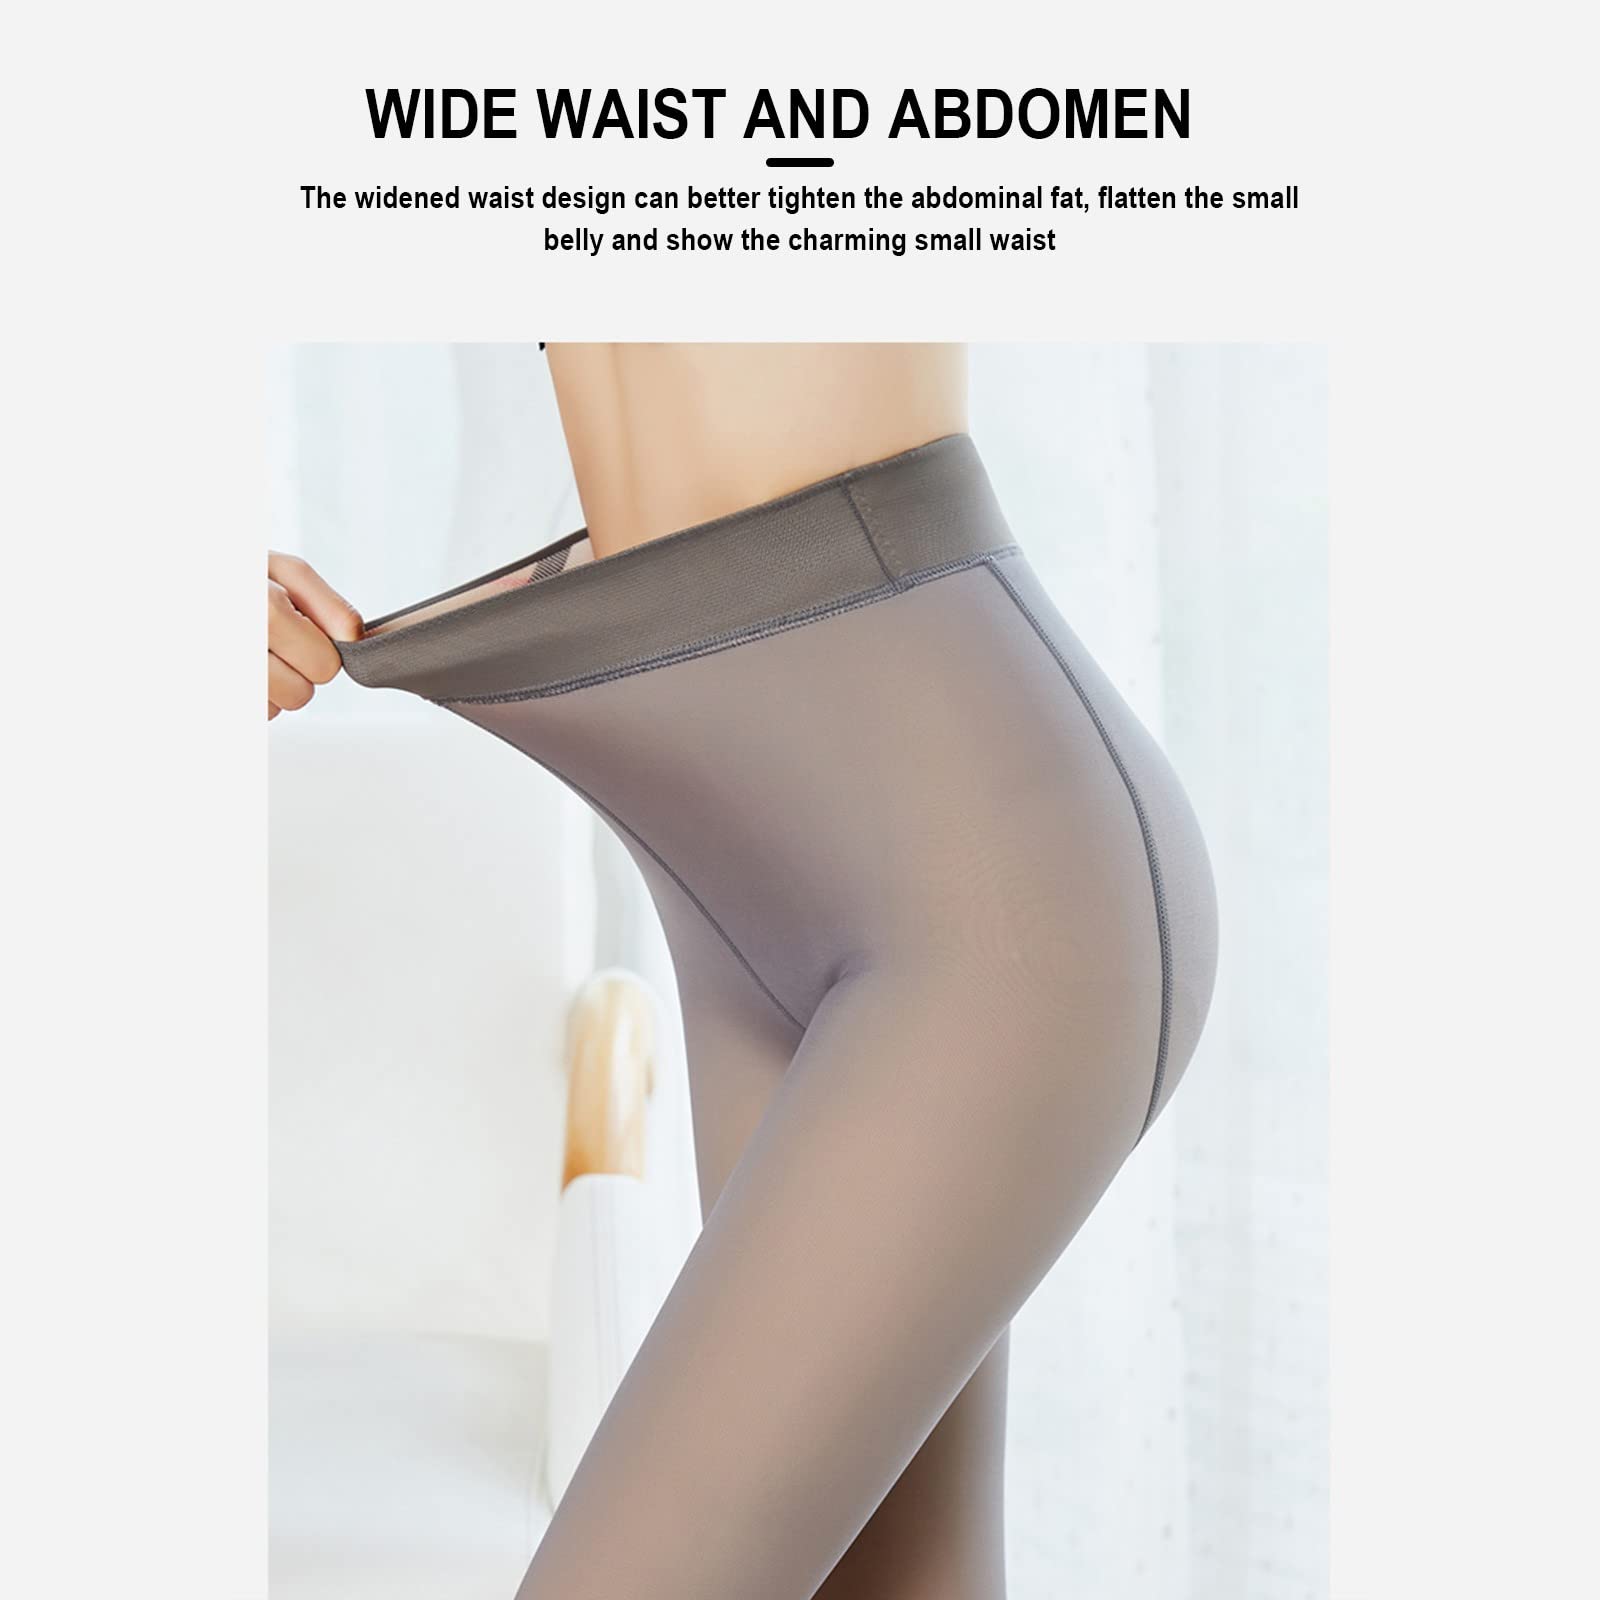 WIDE WAIST AND ABDOMEN
The widened waist design can better tighten the abdominal fat, flatten the small
belly and show the charming small waist